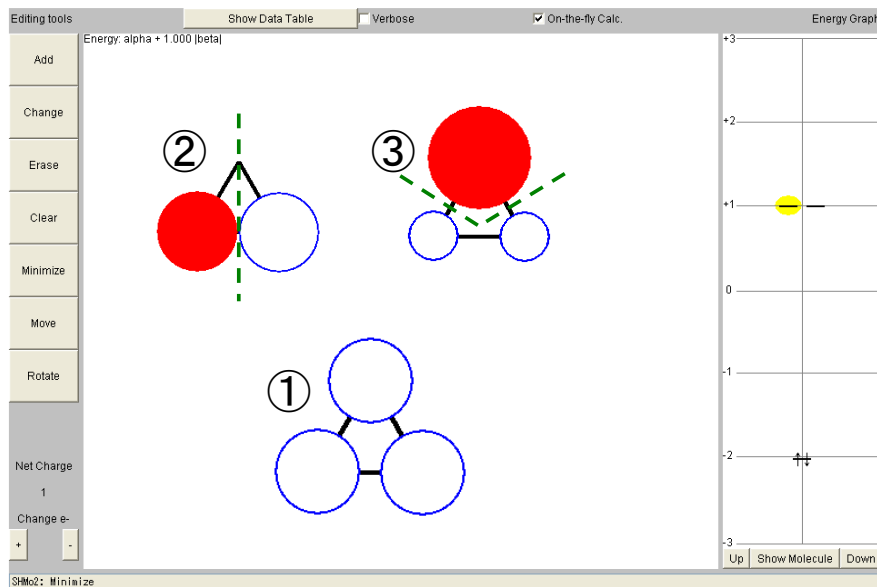 Editing tools
Show Data Table
Verbose
On-the-fly Calc.
Energy Graph
Energy: alpha + 1.000 |beta|
Add
Change
Erase
Clear
Minimize
Move
Rotate
Net Charge
1
Change e-
+
-
②
③
①
+3
+2
+1
0
-1
-2
-3
Up
Show Molecule
Down
SHMo2: Minimize